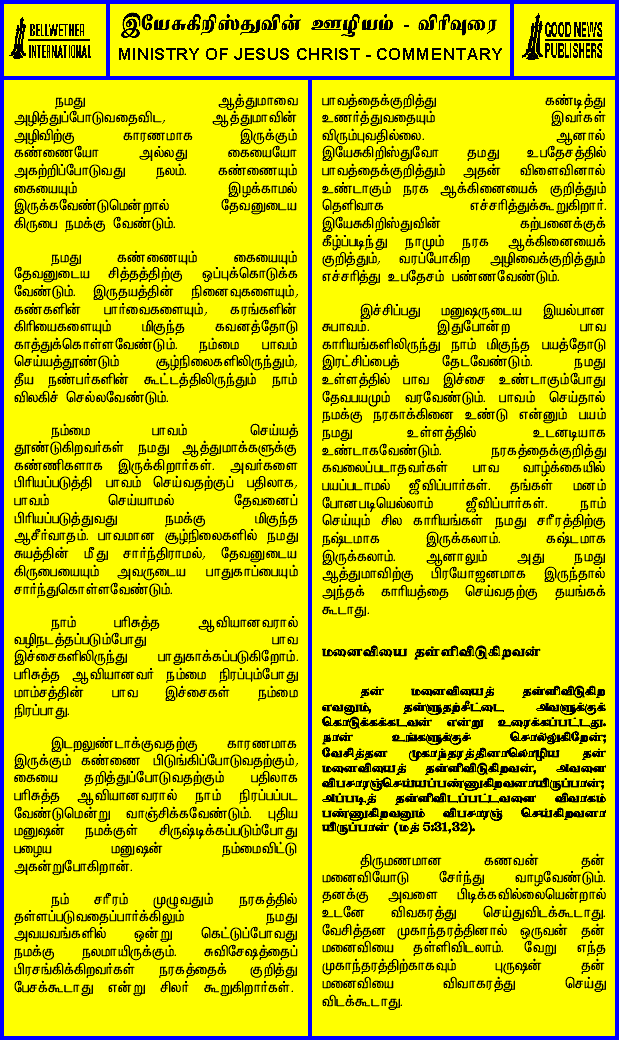 BELLWETHER
INTERNATIONAL
இயேசுகிறிஸ்துவின் ஊழியம் - விரிவுரை
MINISTRY OF JESUS CHRIST - COMMENTARY
GOOD NEWS
PUBLISHERS
நமது ஆத்துமாவை
அழித்துப்போடுவதைவிட, ஆத்துமாவின்
அழிவிற்கு காரணமாக இருக்கும்
கண்ணையோ அல்லது கையையோ
அகற்றிப்போடுவது நலம். கண்ணையும்
கையையும் இழக்காமல்
இருக்கவேண்டுமென்றால் தேவனுடைய
கிருபை நமக்கு வேண்டும்.
நமது கண்ணையும் கையையும்
தேவனுடைய சித்தத்திற்கு ஒப்புக்கொடுக்க
வேண்டும். இருதயத்தின் நினைவுகளையும்,
கண்களின் பார்வைகளையும், கரங்களின்
கிரியைகளையும் மிகுந்த கவனத்தோடு
காத்துக்கொள்ளவேண்டும். நம்மை பாவம்
செய்யத்தூண்டும் சூழ்நிலைகளிலிருந்தும்,
தீய நண்பர்களின் கூட்டத்திலிருந்தும் நாம்
விலகிச் செல்லவேண்டும்.
நம்மை பாவம் செய்யத்
தூண்டுகிறவர்கள் நமது ஆத்துமாக்களுக்கு
கண்ணிகளாக இருக்கிறார்கள். அவர்களை
பிரியப்படுத்தி பாவம் செய்வதற்குப் பதிலாக,
பாவம் செய்யாமல் தேவனைப்
பிரியப்படுத்துவது நமக்கு மிகுந்த
ஆசீர்வாதம். பாவமான சூழ்நிலைகளில் நமது
சுயத்தின் மீது சார்ந்திராமல், தேவனுடைய
கிருபையையும் அவருடைய பாதுகாப்பையும்
சார்ந்துகொள்ளவேண்டும்.
நாம் பரிசுத்த ஆவியானவரால்
வழிநடத்தப்படும்போது பாவ
இச்சைகளிலிருந்து பாதுகாக்கப்படுகிறோம்.
பரிசுத்த ஆவியானவர் நம்மை நிரப்பும்போது
மாம்சத்தின் பாவ இச்சைகள் நம்மை
நிரப்பாது.
இடறலுண்டாக்குவதற்கு காரணமாக
இருக்கும் கண்ணை பிடுங்கிப்போடுவதற்கும்,
கையை தறித்துப்போடுவதற்கும் பதிலாக
பரிசுத்த ஆவியானவரால் நாம் நிரப்பப்பட
வேண்டுமென்று வாஞ்சிக்கவேண்டும். புதிய
மனுஷன் நமக்குள் சிருஷ்டிக்கப்படும்போது
பழைய மனுஷன் நம்மைவிட்டு
அகன்றுபோகிறான்.
நம் சரீரம் முழுவதும் நரகத்தில்
தள்ளப்படுவதைப்பார்க்கிலும் நமது
அவயவங்களில் ஒன்று கெட்டுப்போவது
நமக்கு நலமாயிருக்கும். சுவிசேஷத்தைப்
பிரசங்கிக்கிறவர்கள் நரகத்தைக் குறித்து
பேசக்கூடாது என்று சிலர் கூறுகிறார்கள்.
பாவத்தைக்குறித்து கண்டித்து
உணர்த்துவதையும் இவர்கள்
விரும்புவதில்லை. ஆனால்
இயேசுகிறிஸ்துவோ தமது உபதேசத்தில்
பாவத்தைக்குறித்தும் அதன் விளைவினால்
உண்டாகும் நரக ஆக்கினையைக் குறித்தும்
தெளிவாக எச்சரித்துக்கூறுகிறார்.
இயேசுகிறிஸ்துவின் கற்பனைக்குக்
கீழ்ப்படிந்து நாமும் நரக ஆக்கினையைக்
குறித்தும், வரப்போகிற அழிவைக்குறித்தும்
எச்சரித்து உபதேசம் பண்ணவேண்டும்.
இச்சிப்பது மனுஷருடைய இயல்பான
சுபாவம். இதுபோன்ற பாவ
காரியங்களிலிருந்து நாம் மிகுந்த பயத்தோடு
இரட்சிப்பைத் தேடவேண்டும். நமது
உள்ளத்தில் பாவ இச்சை உண்டாகும்போது
தேவபயமும் வரவேண்டும். பாவம் செய்தால்
நமக்கு நரகாக்கினை உண்டு என்னும் பயம்
நமது உள்ளத்தில் உடனடியாக
உண்டாகவேண்டும். நரகத்தைக்குறித்து
கவலைப்படாதவர்கள் பாவ வாழ்க்கையில்
பயப்படாமல் ஜீவிப்பார்கள். தங்கள் மனம்
போனபடியெல்லாம் ஜீவிப்பார்கள். நாம்
செய்யும் சில காரியங்கள் நமது சரீரத்திற்கு
நஷ்டமாக இருக்கலாம். கஷ்டமாக
இருக்கலாம். ஆனாலும் அது நமது
ஆத்துமாவிற்கு பிரயோஜனமாக இருந்தால்
அந்தக் காரியத்தை செய்வதற்கு தயங்கக்
கூடாது.
மனைவியை தள்ளிவிடுகிறவன்
தன் மனைவியைத் தள்ளிவிடுகிற
எவனும், தள்ளுதற்சீட்டை அவளுக்குக்
கொடுக்கக்கடவன் என்று உரைக்கப்பட்டது.
நான் உங்களுக்குச் சொல்லுகிறேன்;
வேசித்தன முகாந்தரத்தினாலொழிய தன்
மனைவியைத் தள்ளிவிடுகிறவன், அவளை
விபசாரஞ்செய்யப்பண்ணுகிறவனாயிருப்பான்;
அப்படித் தள்ளிவிடப்பட்டவளை விவாகம்
பண்ணுகிறவனும் விபசாரஞ் செய்கிறவனா
யிருப்பான் (மத் 5:31,32).
திருமணமான கணவன் தன்
மனைவியோடு சேர்ந்து வாழவேண்டும்.
தனக்கு அவளை பிடிக்கவில்லையென்றால்
உடனே விவகரத்து செய்துவிடக்கூடாது.
வேசித்தன முகாந்தரத்தினால் ஒருவன் தன்
மனைவியை தள்ளிவிடலாம். வேறு எந்த
முகாந்தரத்திற்காகவும் புருஷன் தன்
மனைவியை விவாகரத்து செய்து
விடக்கூடாது.